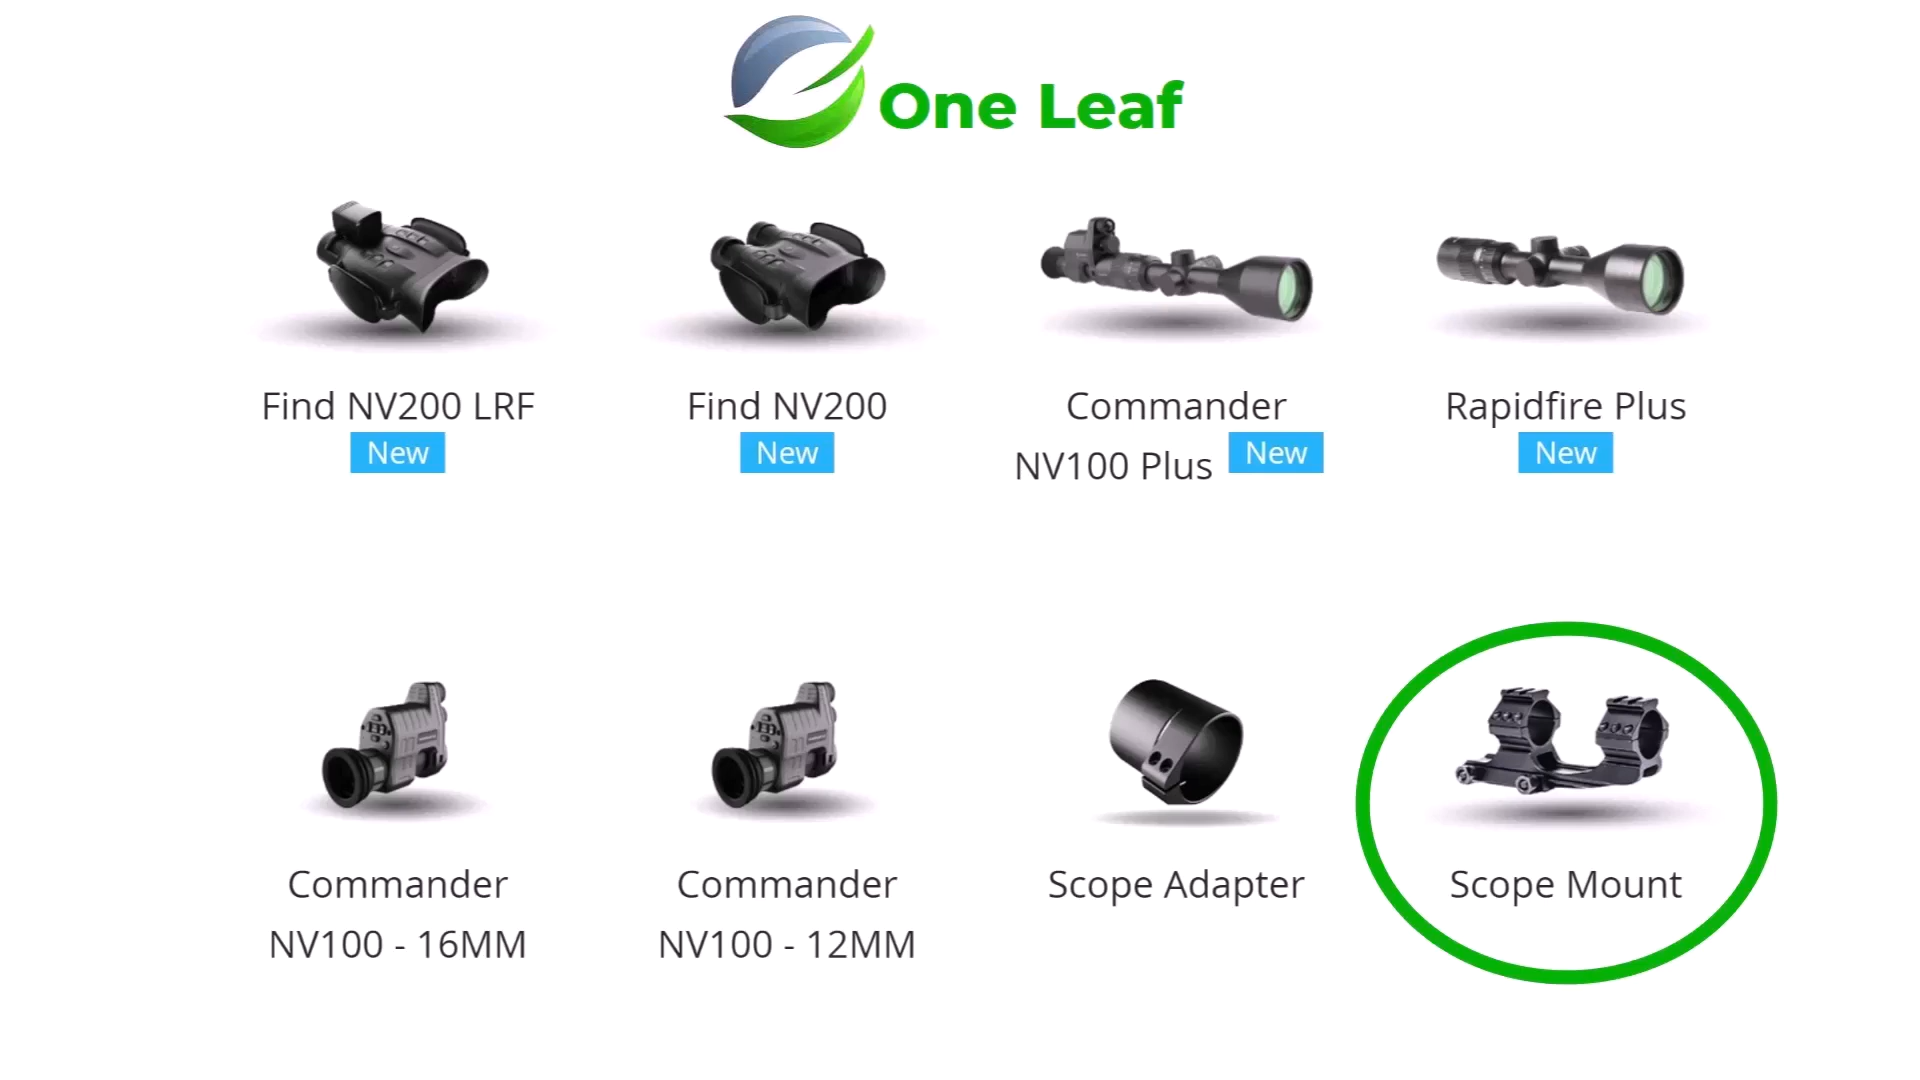 One Leaf
Find NV200 LRF
New
Find NV200
New
Commander
NV100 Plus New
Rapidfire Plus
New
Commander
NV100 - 16MM
Commander
NV100 - 12MM
Scope Adapter
Scope Mount